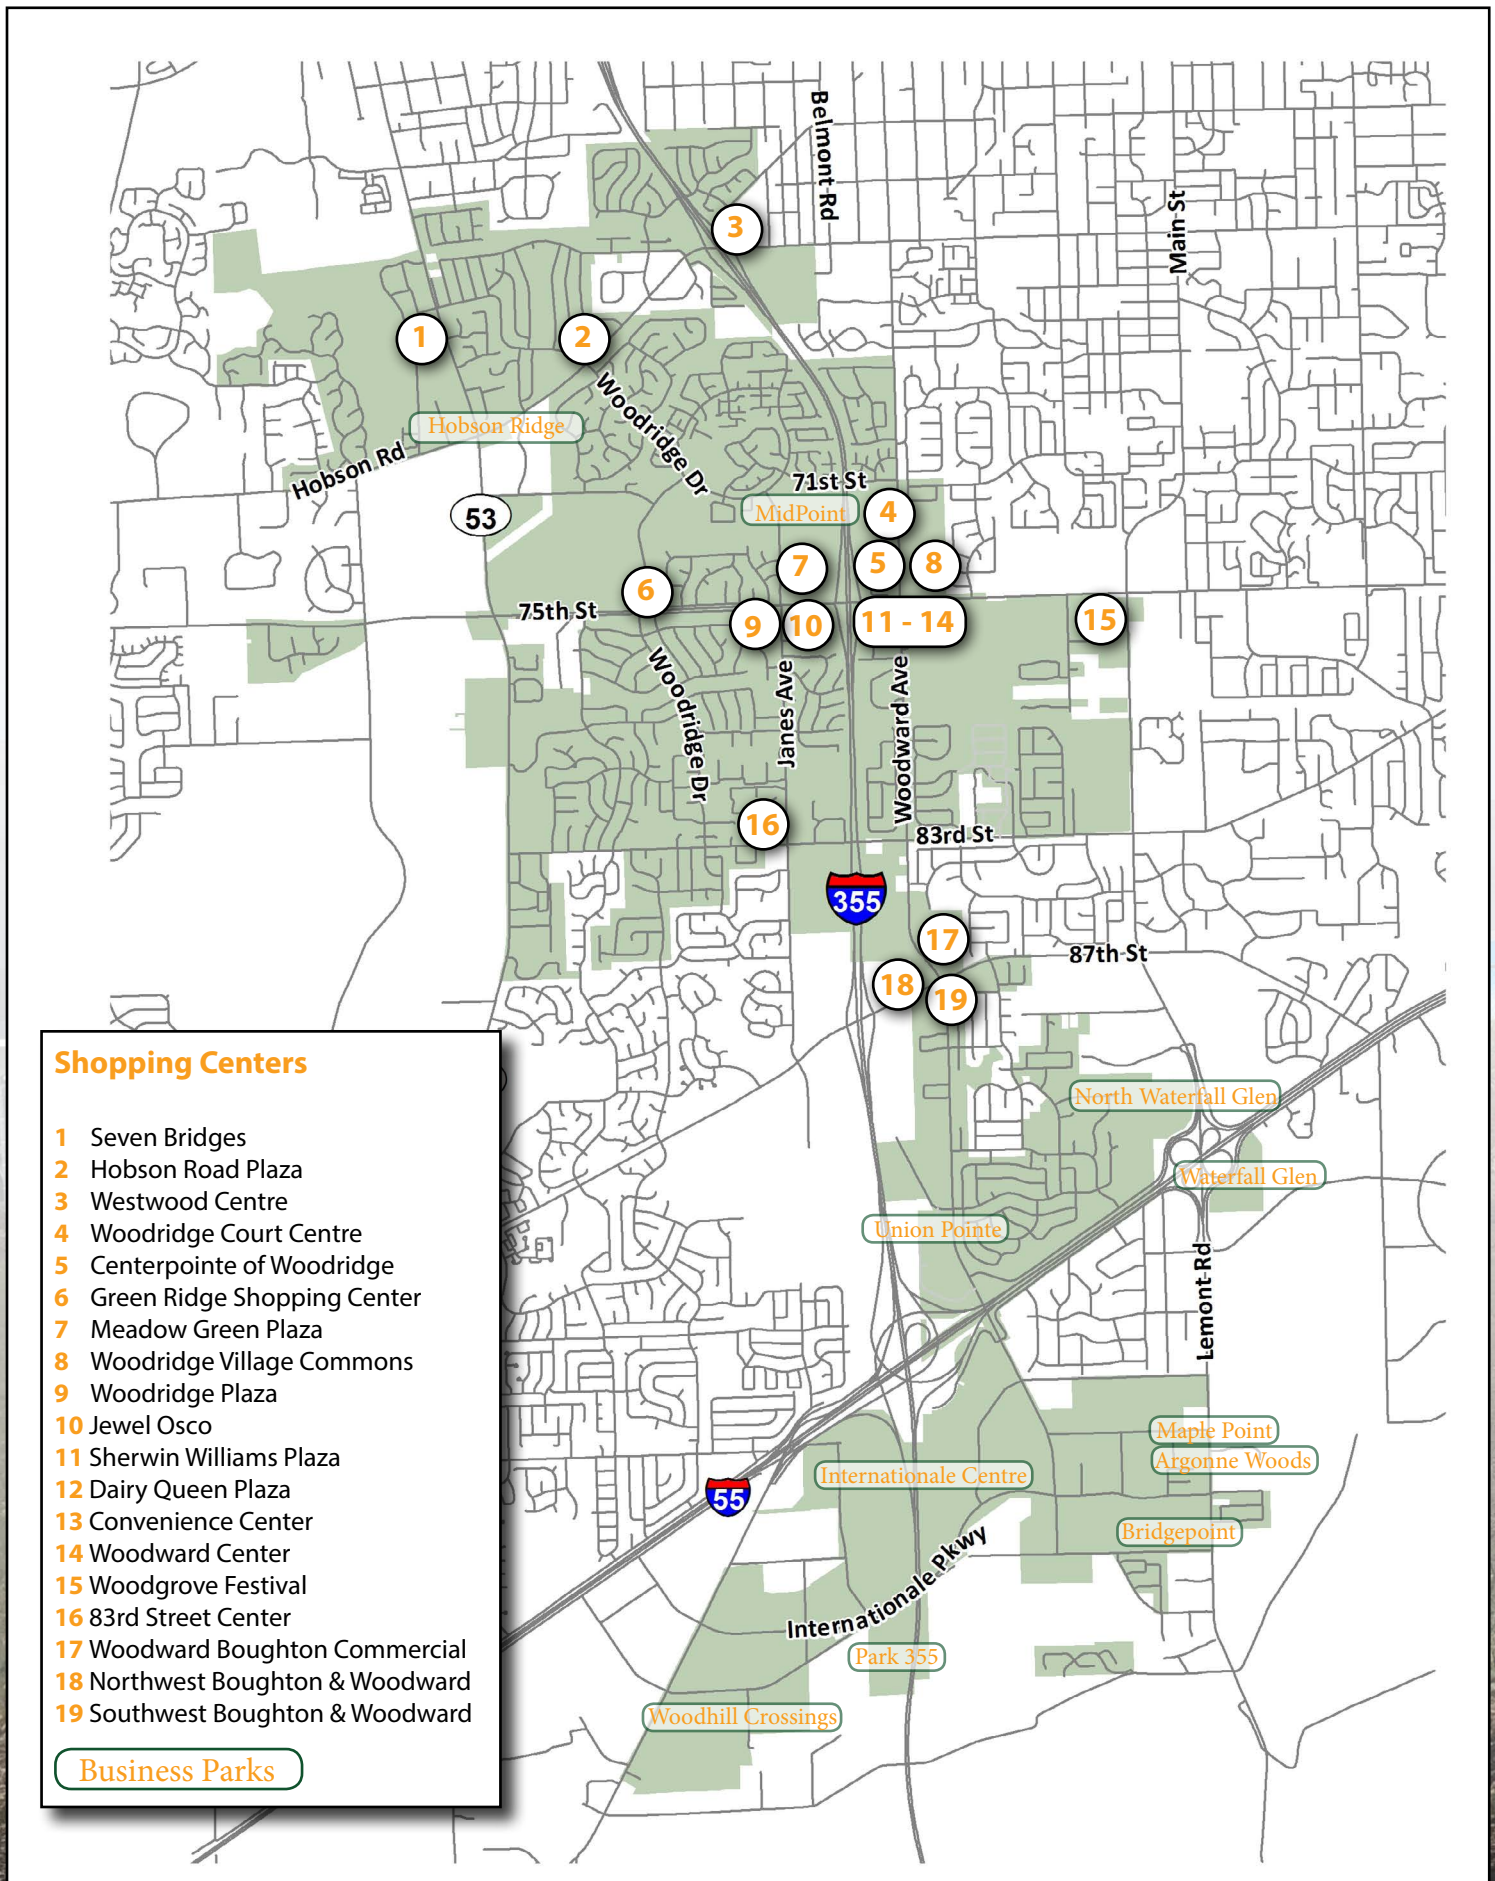 Belmont Rd
Main St
3
1
2
Woodridge Dr
Hobson Ridge
Hobson Rd
71st St
53
MidPoint
4
5
8
7
6
75th St
9
10
11 - 14
15
Woodridge Dr
Janes Ave
Woodward Ave
16
83rd St
355
17
87th St
18
19
North Waterfall Glen
Waterfall Glen
Union Pointe
Lemont Rd
Maple Point
Argonne Woods
Internationale Centre
55
Bridgepoint
Internationale Pkwy
Park 355
Woodhill Crossings
Shopping Centers
1 Seven Bridges
2 Hobson Road Plaza
3 Westwood Centre
4 Woodridge Court Centre
5 Centerpointe of Woodridge
6 Green Ridge Shopping Center
7 Meadow Green Plaza
8 Woodridge Village Commons
9 Woodridge Plaza
10 Jewel Osco
11 Sherwin Williams Plaza
12 Dairy Queen Plaza
13 Convenience Center
14 Woodward Center
15 Woodgrove Festival
16 83rd Street Center
17 Woodward Boughton Commercial
18 Northwest Boughton & Woodward
19 Southwest Boughton & Woodward
Business Parks